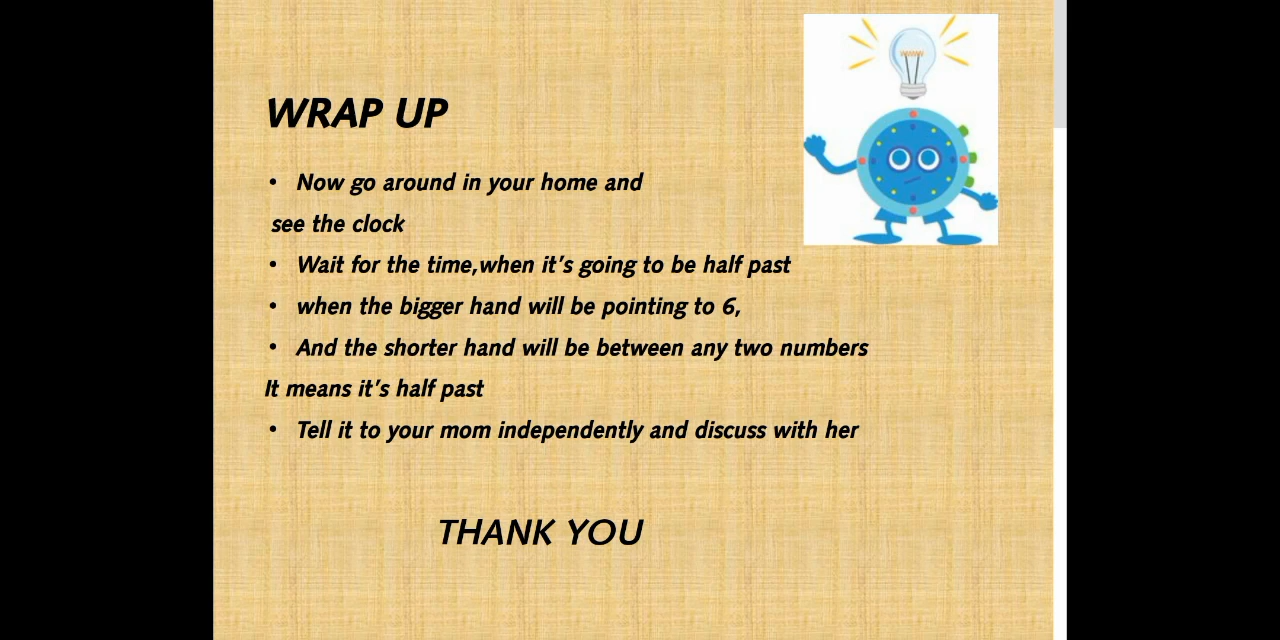 WRAP UP
• Now go around in your home and
see the clock
• Wait for the time,when it's going to be half past
• when the bigger hand will be pointing to 6,
• And the shorter hand will be between any two numbers
It means it's half past
• Tell it to your mom independently and discuss with her
THANK YOU